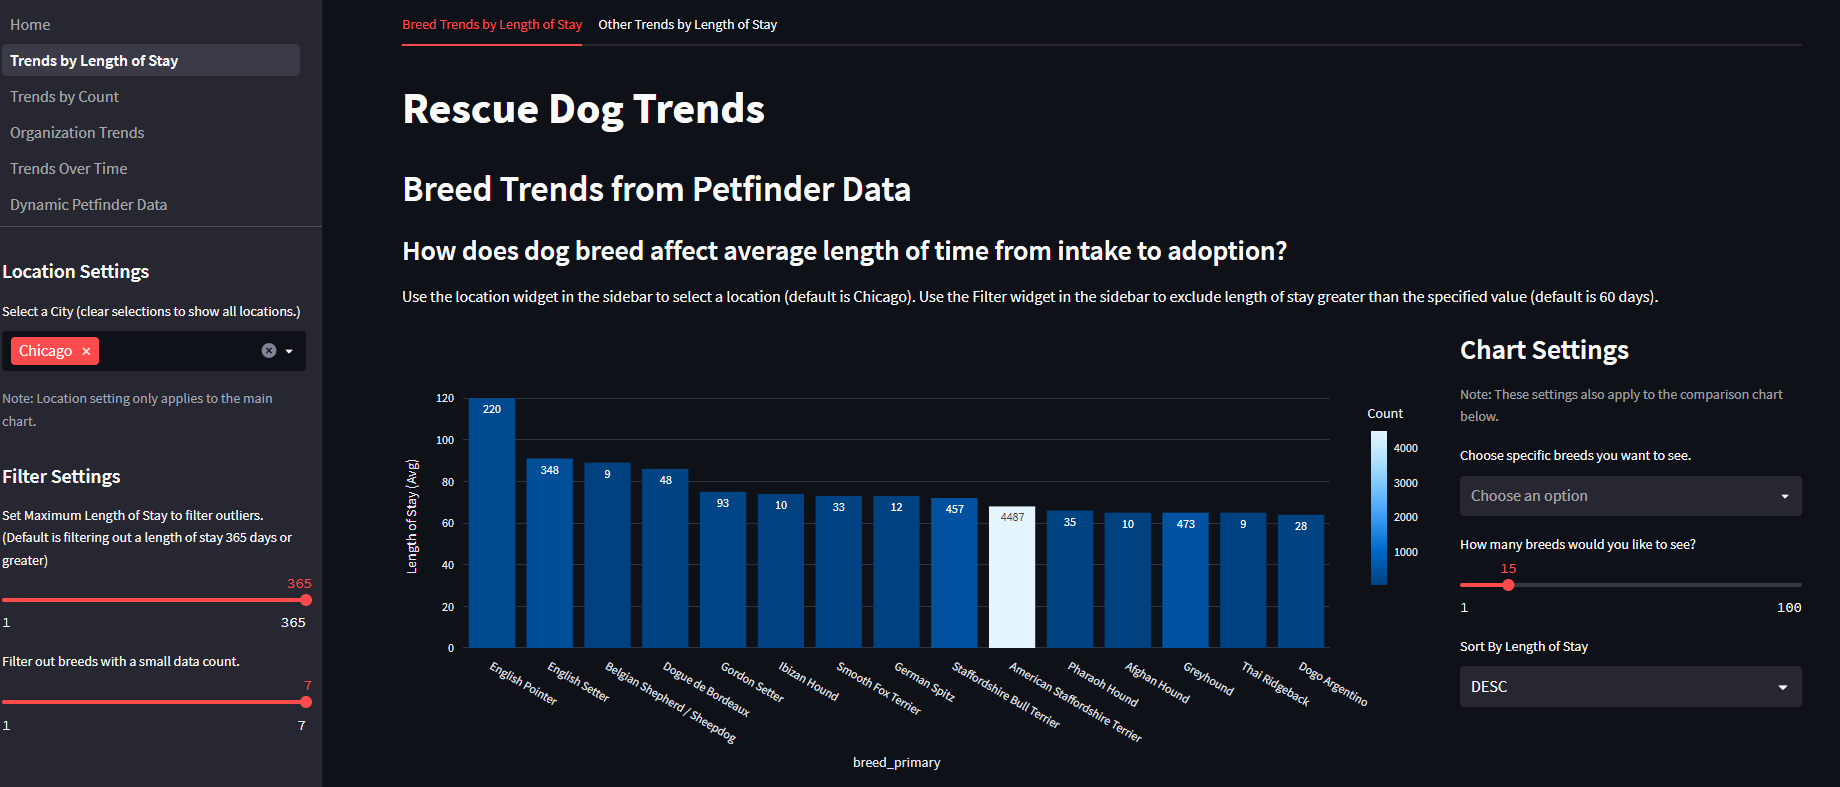 Home
Trends by Length of Stay
Trends by Count
Organization Trends
Trends Over Time
Dynamic Petfinder Data
Location Settings
Select a City (clear selections to show all locations.)
Chicago ×
Note: Location setting only applies to the main
chart.
Filter Settings
Set Maximum Length of Stay to filter outliers.
(Default is filtering out a length of stay 365 days or
greater)
365
1 365
Filter out breeds with a small data count.
7
1 7
Breed Trends by Length of Stay Other Trends by Length of Stay
Rescue Dog Trends
Breed Trends from Petfinder Data
How does dog breed affect average length of time from intake to adoption?
Use the location widget in the sidebar to select a location (default is Chicago). Use the Filter widget in the sidebar to exclude length of stay greater than the specified value (default is 60 days).
Length of Stay (Avg)
120
100
80
60
40
20
0
220 348 9 48 93 10 33 12 457 4487 35 10 473 9 28
English Pointer
English Setter
Belgian Shepherd / Sheepdog
Dogue de Bordeaux
Gordon Setter
Ibizan Hound
Smooth Fox Terrier
German Spitz
Staffordshire Bull Terrier
American Staffordshire Terrier
Pharaoh Hound
Afghan Hound
Greyhound
Thai Ridgeback
Dogo Argentino
breed_primary
Count
4000
3000
2000
1000
Chart Settings
Note: These settings also apply to the comparison chart
below.
Choose specific breeds you want to see.
Choose an option
How many breeds would you like to see?
15
1 100
Sort By Length of Stay
DESC